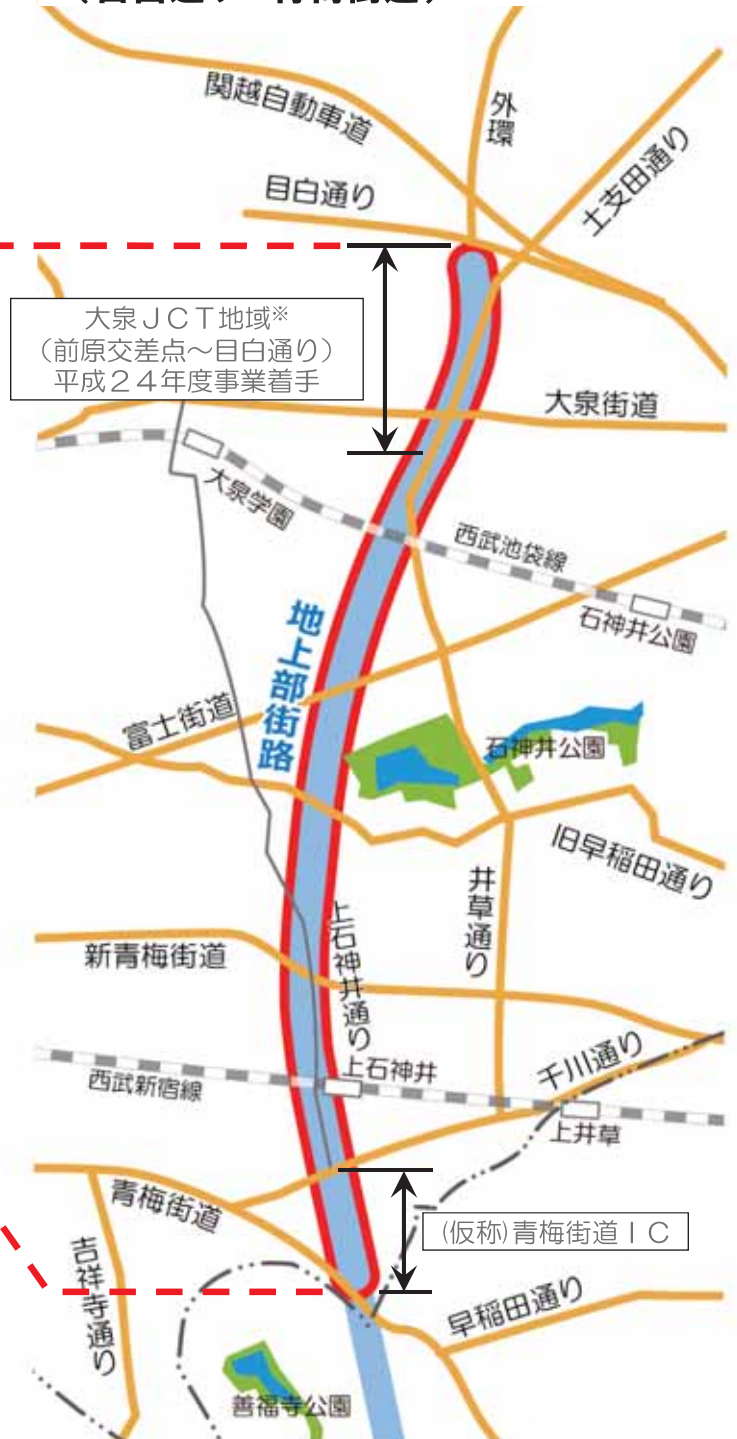 関越自動車道
外環
土支田通り
目白通り
大泉JCT地域※
（前原交差点～目白通り）
平成２４年度事業着手
大泉街道
大泉学園
西武池袋線
石神井公園
地上部街路
富士街道
石神井公園
旧早稲田通り
井草通り
上石神井通り
新青梅街道
上石神井
千川通り
西武新宿線
上井草
青梅街道
(仮称)青梅街道IC
吉祥寺通り
早稲田通り
善福寺公園